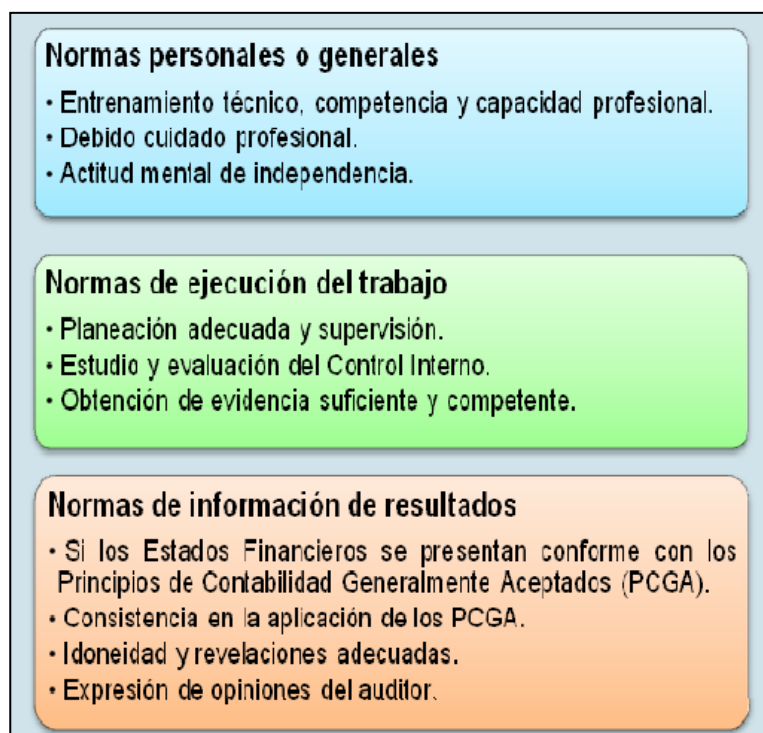 Normas personales o generales
• Entrenamiento técnico, competencia y capacidad profesional.
• Debido cuidado profesional.
• Actitud mental de independencia.
Normas de ejecución del trabajo
• Planeación adecuada y supervisión.
• Estudio y evaluación del Control Interno.
• Obtención de evidencia suficiente y competente.
Normas de información de resultados
• Si los Estados Financieros se presentan conforme con los
Principios de Contabilidad Generalmente Aceptados (PCGA).
• Consistencia en la aplicación de los PCGA.
• Idoneidad y revelaciones adecuadas.
• Expresión de opiniones del auditor.